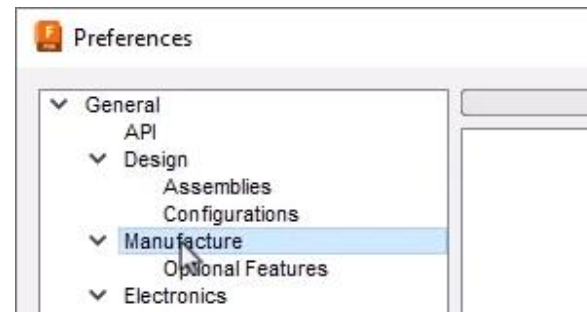 Preferences
General
API
Design
Assemblies
Configurations
Manufacture
Optional Features
Electronics